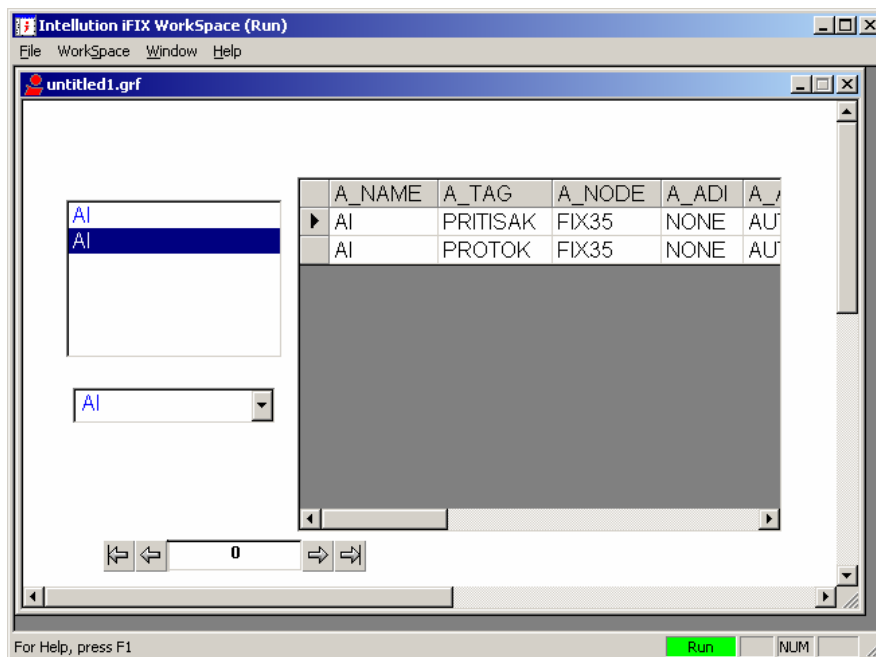 Intellution iFIX WorkSpace (Run)
File WorkSpace Window Help
untitled1.grf
AI
AI
AI
A_NAME A_TAG A_NODE A_ADI
AI PRITISAK FIX35 NONE
AI PROTOK FIX35 NONE
0
For Help, press F1 Run NUM